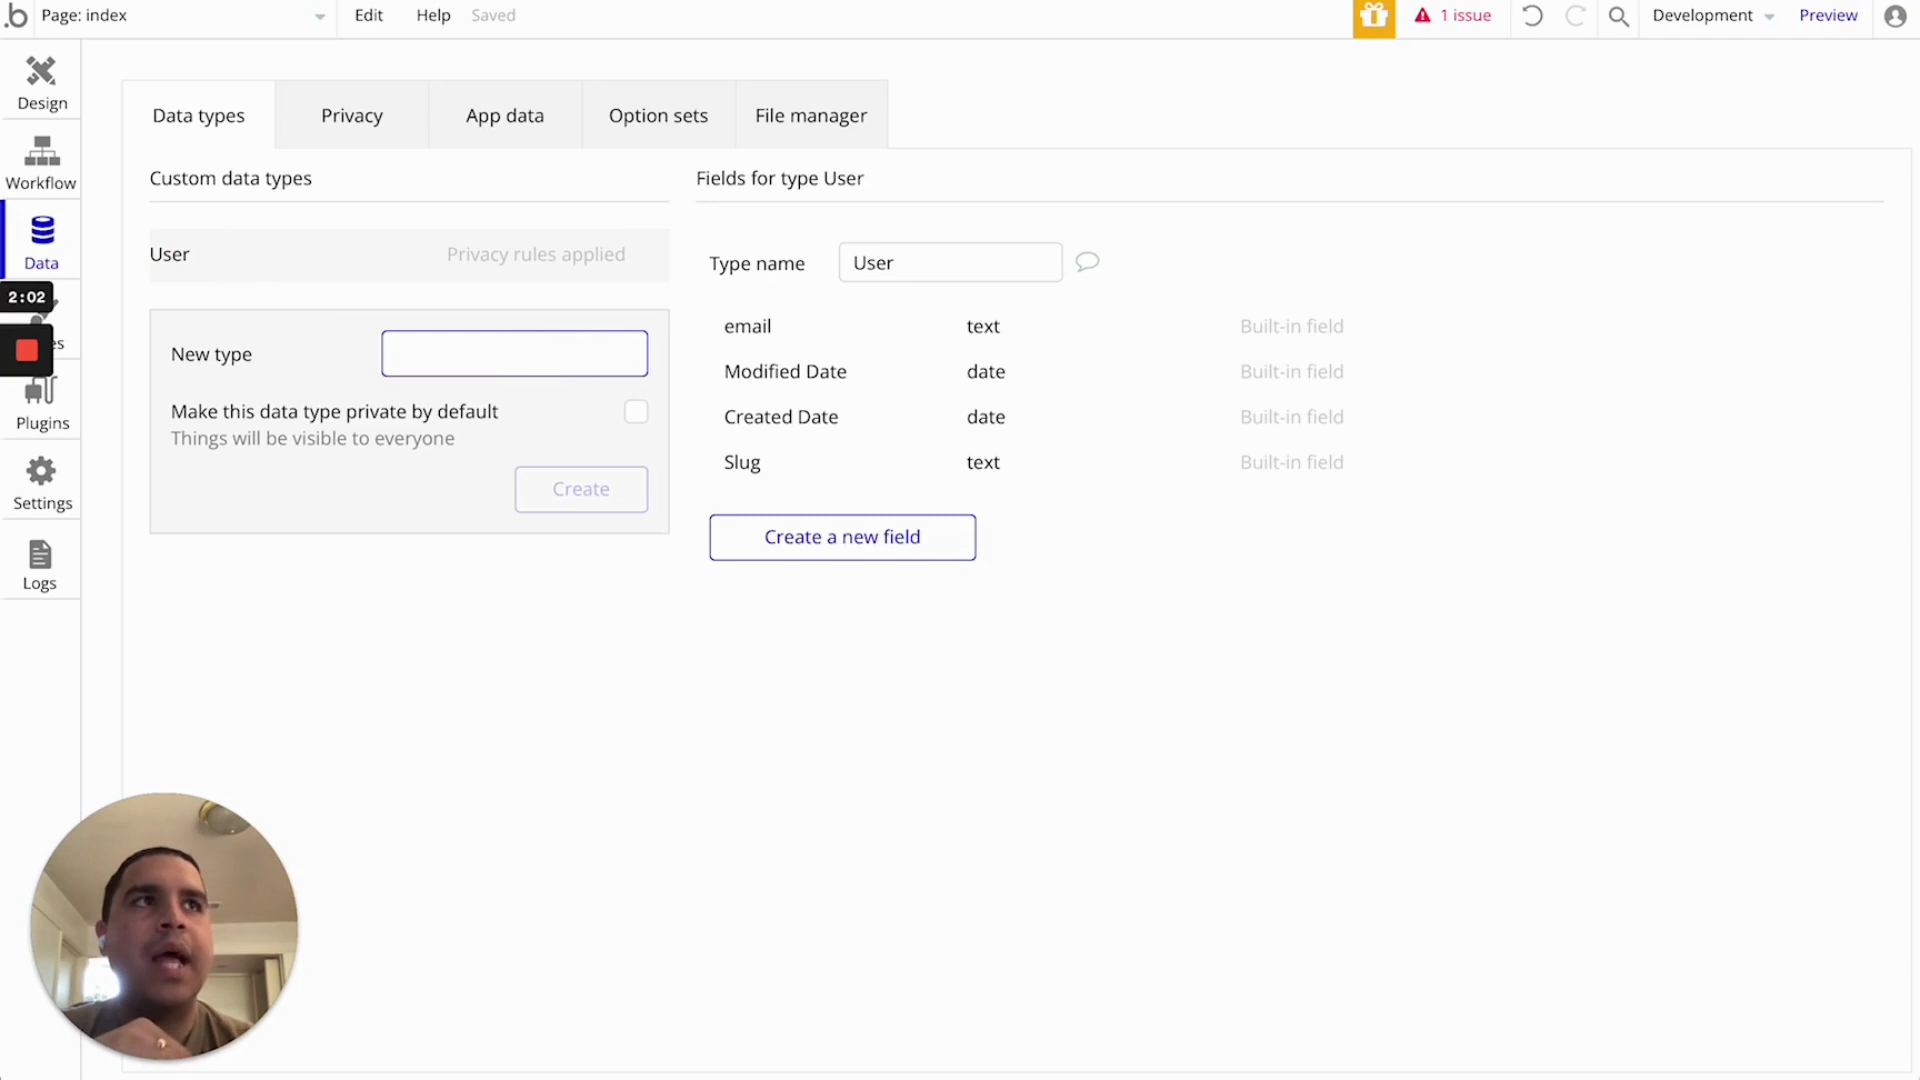 .b Page: index Edit Help Saved 1 issue Development Preview
Design
Workflow
Data
2:02
es
Plugins
Settings
Logs
Data types Privacy App data Option sets File manager
Custom data types
User Privacy rules applied
New type
Make this data type private by default
Things will be visible to everyone
Create
Fields for type User
Type name User
email text Built-in field
Modified Date date Built-in field
Created Date date Built-in field
Slug text Built-in field
Create a new field